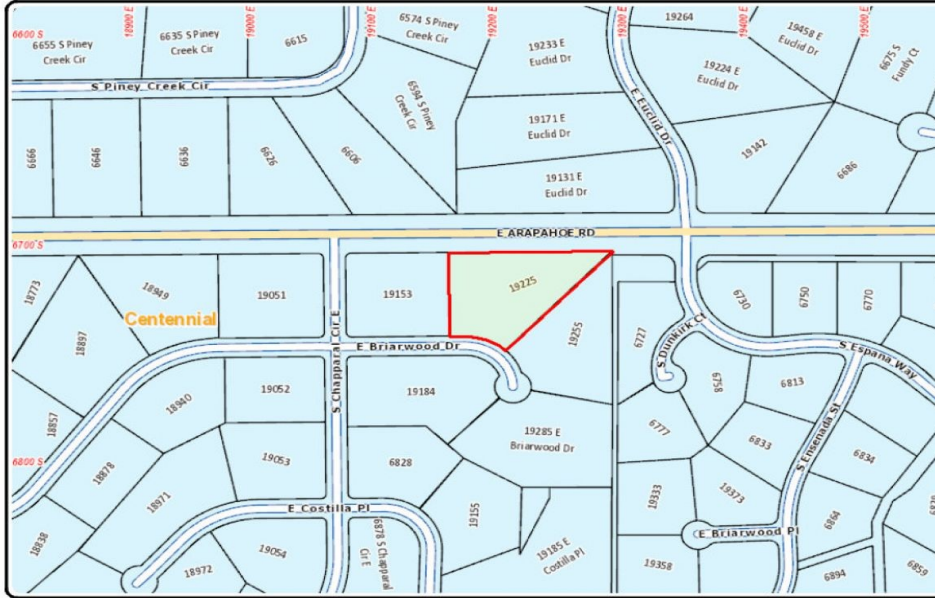 18900 E
19000 E
19100 E
19200 E
19300 E
19400 E
19500 E
6600 S
6655 S Piney
Creek Cir
6635 S Piney
Creek Cir
6615
6574 S Piney
Creek Cir
19233 E
Euclid Dr
19264
19458 E
Euclid Dr
6675 S
Fundy Ct
19224 E
Euclid Dr
S Piney Creek Cir
6594 S Piney
Creek Cir
E Euclid Dr
19171 E
Euclid Dr
6666
6646
6636
6626
6606
19142
6686
19131 E
Euclid Dr
E ARAPAHOE RD
6700 S
18773
18949
19051
19153
19225
6730
6750
6770
Centennial
18897
S Chapparal Cir E
19255
6727
S Dunkirk Ct
E Briarwood Dr
S Espana Way
18857
18940
19052
19184
6758
6813
6777
S Ensenada St
19285 E
Briarwood Dr
6833
6834
6800 S
18878
19053
6828
18971
19333
19373
19155
6864
E Costilla Pl
18838
19054
6878 S Chapparal
Cir E
19185 E
Costilla Pl
E Briarwood Pl
18972
19358
6894
6859